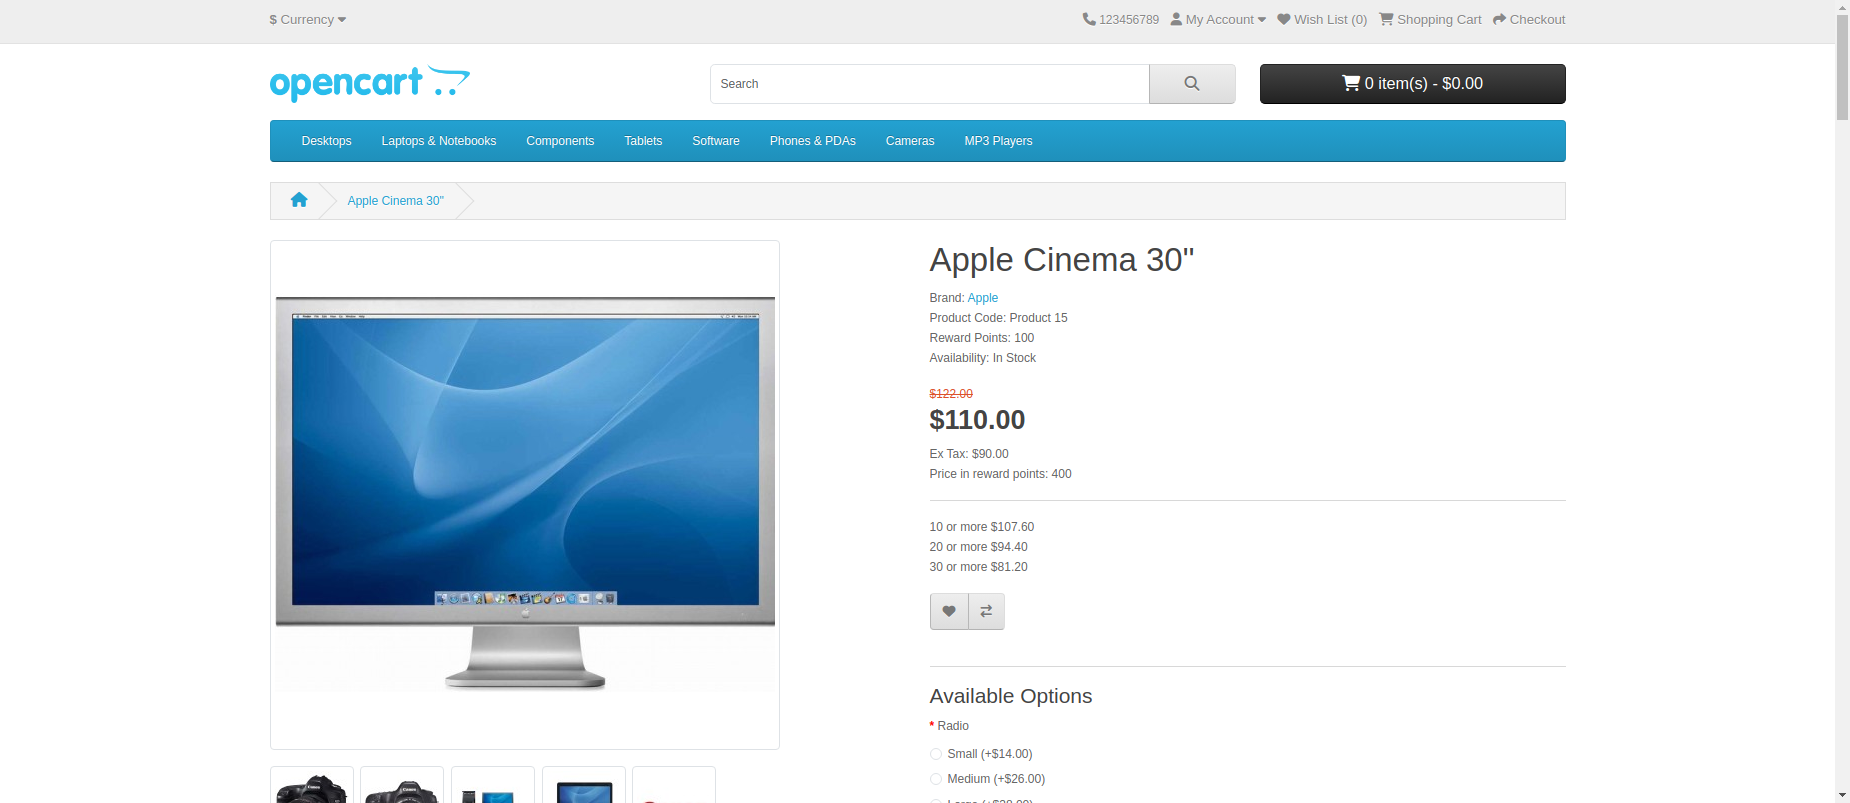 $ Currency
123456789 My Account Wish List (0) Shopping Cart Checkout
opencart
Search
0 item(s) - $0.00
Desktops Laptops & Notebooks Components Tablets Software Phones & PDAs Cameras MP3 Players
Apple Cinema 30"
Apple Cinema 30"
Brand: Apple
Product Code: Product 15
Reward Points: 100
Availability: In Stock
$122.00
$110.00
Ex Tax: $90.00
Price in reward points: 400
10 or more $107.60
20 or more $94.40
30 or more $81.20
Available Options
* Radio
Small (+$14.00)
Medium (+$26.00)